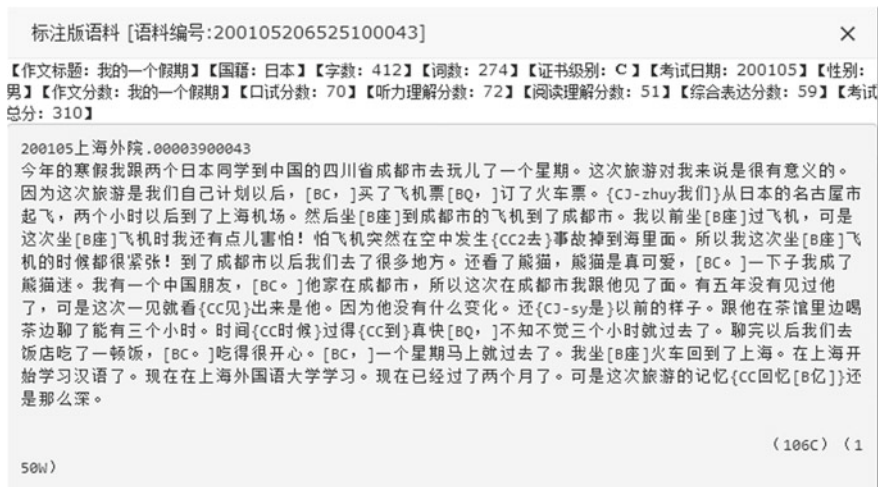 标注版语料 [语料编号:200105206525100043]
×
【作文标题: 我的一个假期】【国籍: 日本】【字数: 412】【词数: 274】【证书级别: C】【考试日期: 200105】【性别:
男】【作文分数: 我的一个假期】【口试分数: 70】【听力理解分数: 72】【阅读理解分数: 51】【综合表达分数: 59】【考试
总分: 310】
200105上海外院.00003900043
今年的寒假我跟两个日本同学到中国的四川省成都市去玩儿了一个星期。这次旅游对我来说是很有意义的。
因为这次旅游是我们自己计划以后，[BC，]买了飞机票[BQ，]订了火车票。{CJ-zhuy我们}从日本的名古屋市
起飞，两个小时以后到了上海机场。然后坐[B座]到成都市的飞机到了成都市。我以前坐[B座]过飞机，可是
这次坐[B座]飞机时我还有点儿害怕！怕飞机突然在空中发生{CC2去}事故掉到海里面。所以我这次坐[B座]飞
机的时候都很紧张！到了成都市以后我们去了很多地方。还看了熊猫，熊猫是真可爱，[BC。]一下子我成了
熊猫迷。我有一个中国朋友，[BC。]他家在成都市，所以这次在成都市我跟他见了面。有五年没有见过他
了，可是这次一见就看{CC见}出来是他。因为他没有什么变化。还{CJ-sy是}以前的样子。跟他在茶馆里边喝
茶边聊了能有三个小时。时间{CC时候}过得{CC到}真快[BQ，]不知不觉三个小时就过去了。聊完以后我们去
饭店吃了一顿饭，[BC。]吃得很开心。[BC，]一个星期马上就过去了。我坐[B座]火车回到了上海。在上海开
始学习汉语了。现在在上海外国语大学学习。现在已经过了两个月了。可是这次旅游的记忆{CC回忆[B亿]}还
是那么深。
(106C) (1
50W)